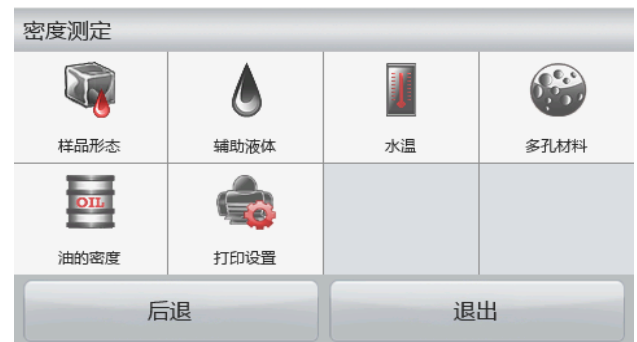 密度测定
样品形态
辅助液体
水温
多孔材料
OIL
油的密度
打印设置
后退
退出